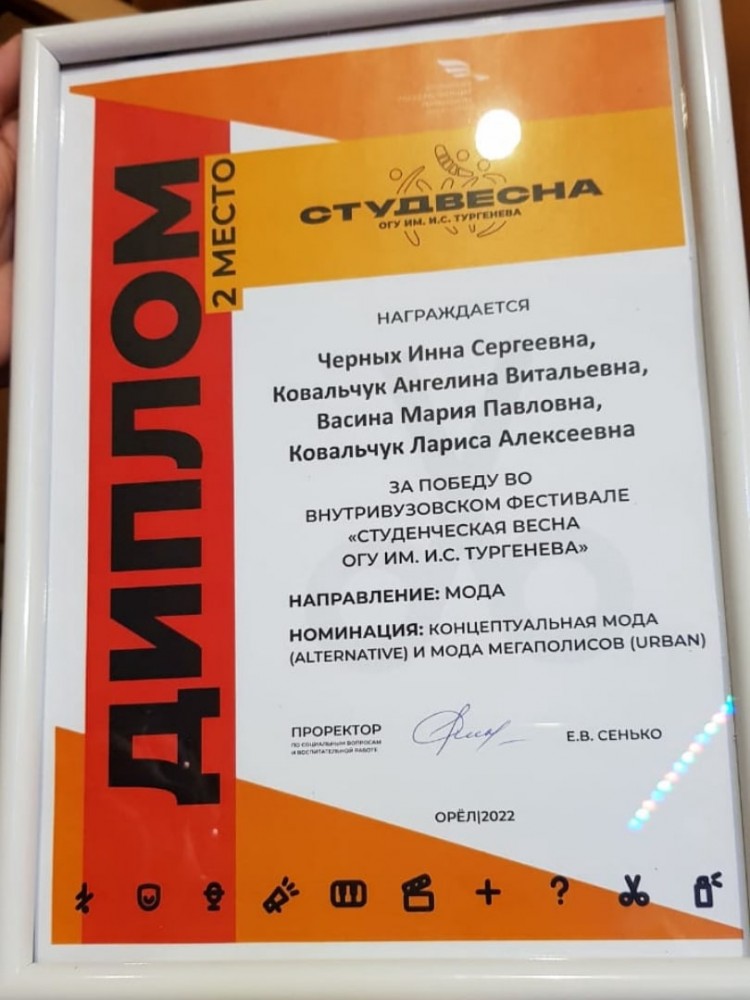 ДИПЛОМ
2 МЕСТО
СТУДВЕСНА
ОГУ ИМ. И.С. ТУРГЕНЕВА
НАГРАЖДАЕТСЯ
Черных Инна Сергеевна,
Ковальчук Ангелина Витальевна,
Васина Мария Павловна,
Ковальчук Лариса Алексеевна
ЗА ПОБЕДУ ВО
ВНУТРИВУЗОВСКОМ ФЕСТИВАЛЕ
«СТУДЕНЧЕСКАЯ ВЕСНА
ОГУ ИМ. И.С. ТУРГЕНЕВА»
НАПРАВЛЕНИЕ: МОДА
НОМИНАЦИЯ: КОНЦЕПТУАЛЬНАЯ МОДА
(ALTERNATIVE) И МОДА МЕГАПОЛИСОВ (URBAN)
ПРОРЕКТОР
ПО СОЦИАЛЬНЫМ ВОПРОСАМ
И ВОСПИТАТЕЛЬНОЙ РАБОТЕ
Е.В. СЕНЬКО
ОРЁЛ|2022